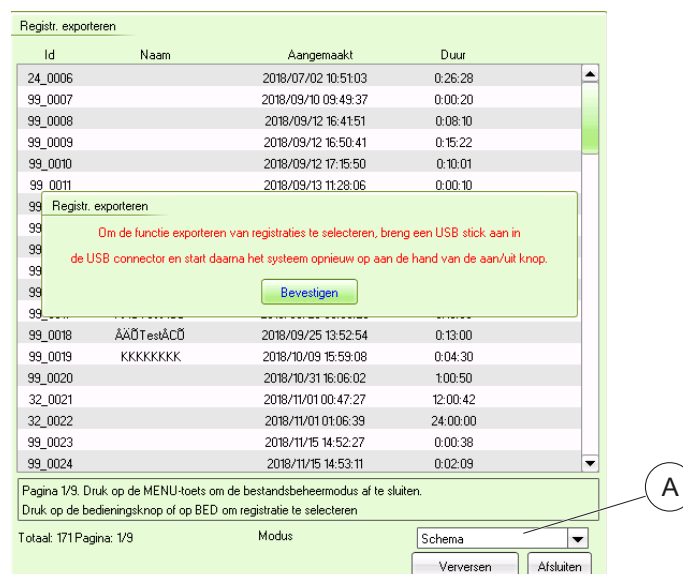 Registr. exporteren
Id Naam Aangemaakt Duur
24_0006 2018/07/02 10:51:03 0:26:28
99_0007 2018/09/10 09:49:37 0:00:20
99_0008 2018/09/12 16:41:51 0:08:10
99_0009 2018/09/12 16:50:41 0:15:22
99_0010 2018/09/12 17:15:50 0:10:01
99_0011 2018/09/13 11:28:06 0:00:10
99
Registr. exporteren
99
Om de functie exporteren van registraties te selecteren, breng een USB stick aan in
99
de USB connector en start daarna het systeem opnieuw op aan de hand van de aan/uit knop.
99
99
Bevestigen
99_0018 ÅÄÕTestÂCÕ 2018/09/25 13:52:54 0:13:00
99_0019 KKKKKKKK 2018/10/09 15:59:08 0:04:30
99_0020 2018/10/31 16:06:02 1:00:50
32_0021 2018/11/01 00:47:27 12:00:42
32_0022 2018/11/01 01:06:39 24:00:00
99_0023 2018/11/15 14:52:27 0:00:38
99_0024 2018/11/15 14:53:11 0:02:09
Pagina 1/9. Druk op de MENU-toets om de bestandsbeheermodus af te sluiten.
Druk op de bedieningsknop of op BED om registratie te selecteren
A
Totaal: 171 Pagina: 1/9 Modus Schema
Verversen Afsluiten